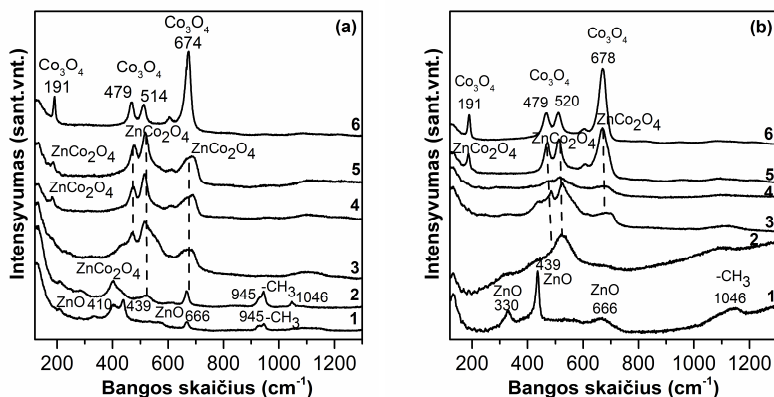 (a)
Co₃O₄
674
Co₃O₄
191
Co₃O₄
479
514
6
ZnCo₂O₄
ZnCo₂O₄
ZnCo₂O₄
5
ZnCo₂O₄
4
3
ZnCo₂O₄
2
945
-CH₃
1046
ZnO
410
439
ZnO
666
945
-CH₃
1
200 400 600 800 1000 1200
Bangos skaičius (cm⁻¹)
Intensyvumas (sant.vnt.)
(b)
Co₃O₄
678
Co₃O₄
191
Co₃O₄
479
520
6
ZnCo₂O₄
ZnCo₂O₄
ZnCo₂O₄
5
4
3
2
439
ZnO
ZnO
330
ZnO
666
-CH₃
1046
1
200 400 600 800 1000 1200
Bangos skaičius (cm⁻¹)
Intensyvumas (sant.vnt.)